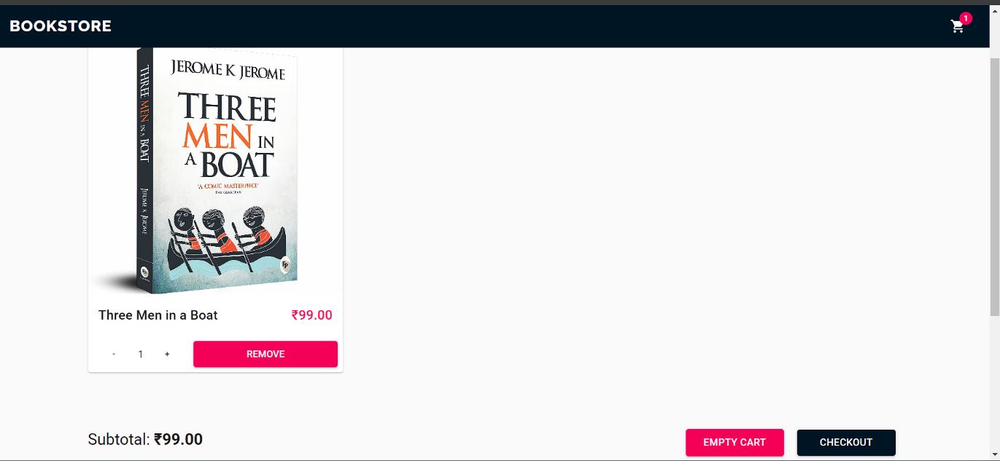 BOOKSTORE
1
JEROME K JEROME
THREE
MEN IN
A BOAT
'A COMIC MASTERPIECE'
THE GUARDIAN
THREE MEN IN A BOAT
JEROME K JEROME
FP
Three Men in a Boat
₹99.00
-
1
+
REMOVE
Subtotal: ₹99.00
EMPTY CART
CHECKOUT